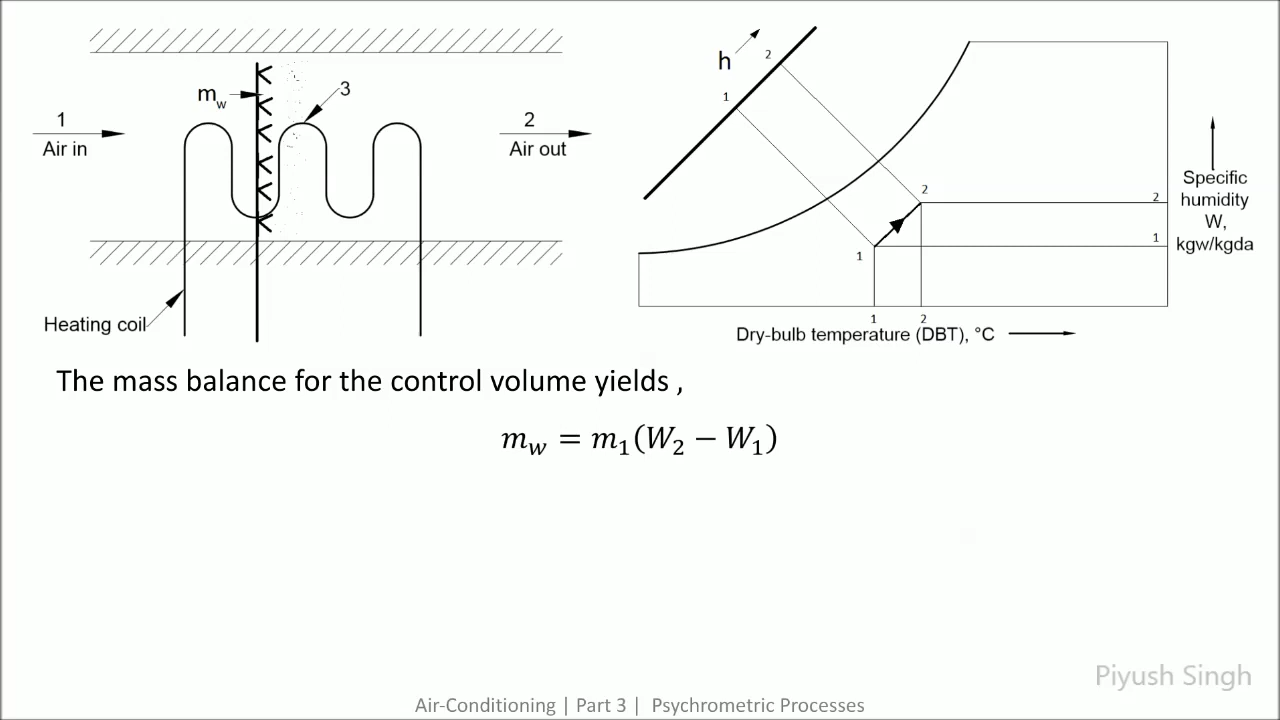 m_w
3
1
Air in
2
Air out
Heating coil
h
2
1
2
1
2
1
1
2
Specific
humidity
W,
kgw/kgda
Dry-bulb temperature (DBT), °C
The mass balance for the control volume yields ,
m_w = m_1(W_2 − W_1)
Piyush Singh
Air-Conditioning | Part 3 | Psychrometric Processes